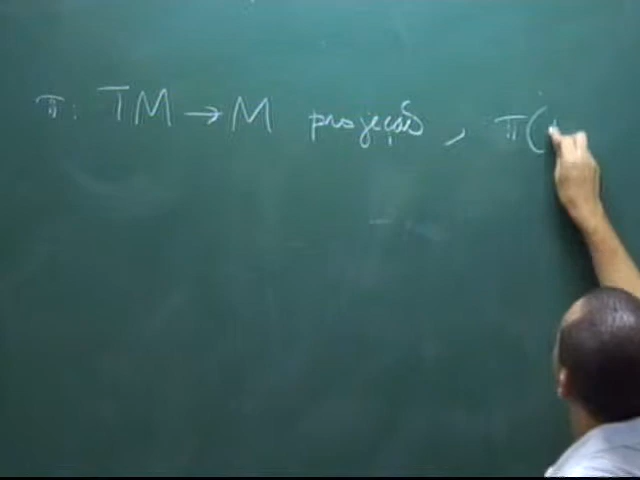 π: TM → M projeção, π(